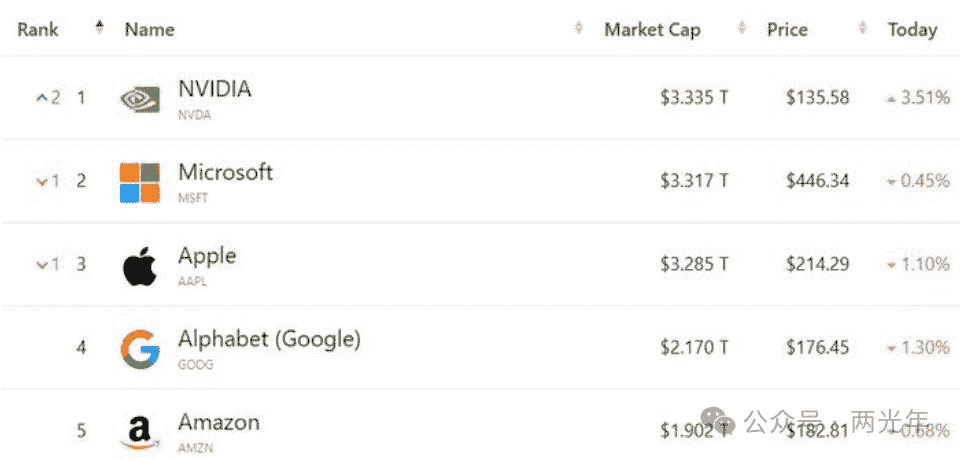 Rank Name Market Cap Price Today
2 1 NVIDIA $3.335 T $135.58 3.51%
NVDA
1 2 Microsoft $3.317 T $446.34 0.45%
MSFT
1 3 Apple $3.285 T $214.29 1.10%
AAPL
4 Alphabet (Google) $2.170 T $176.45 1.30%
GOOG
5 Amazon $1.902 T $182.81 0.68%
AMZN
公众号 · 两光年